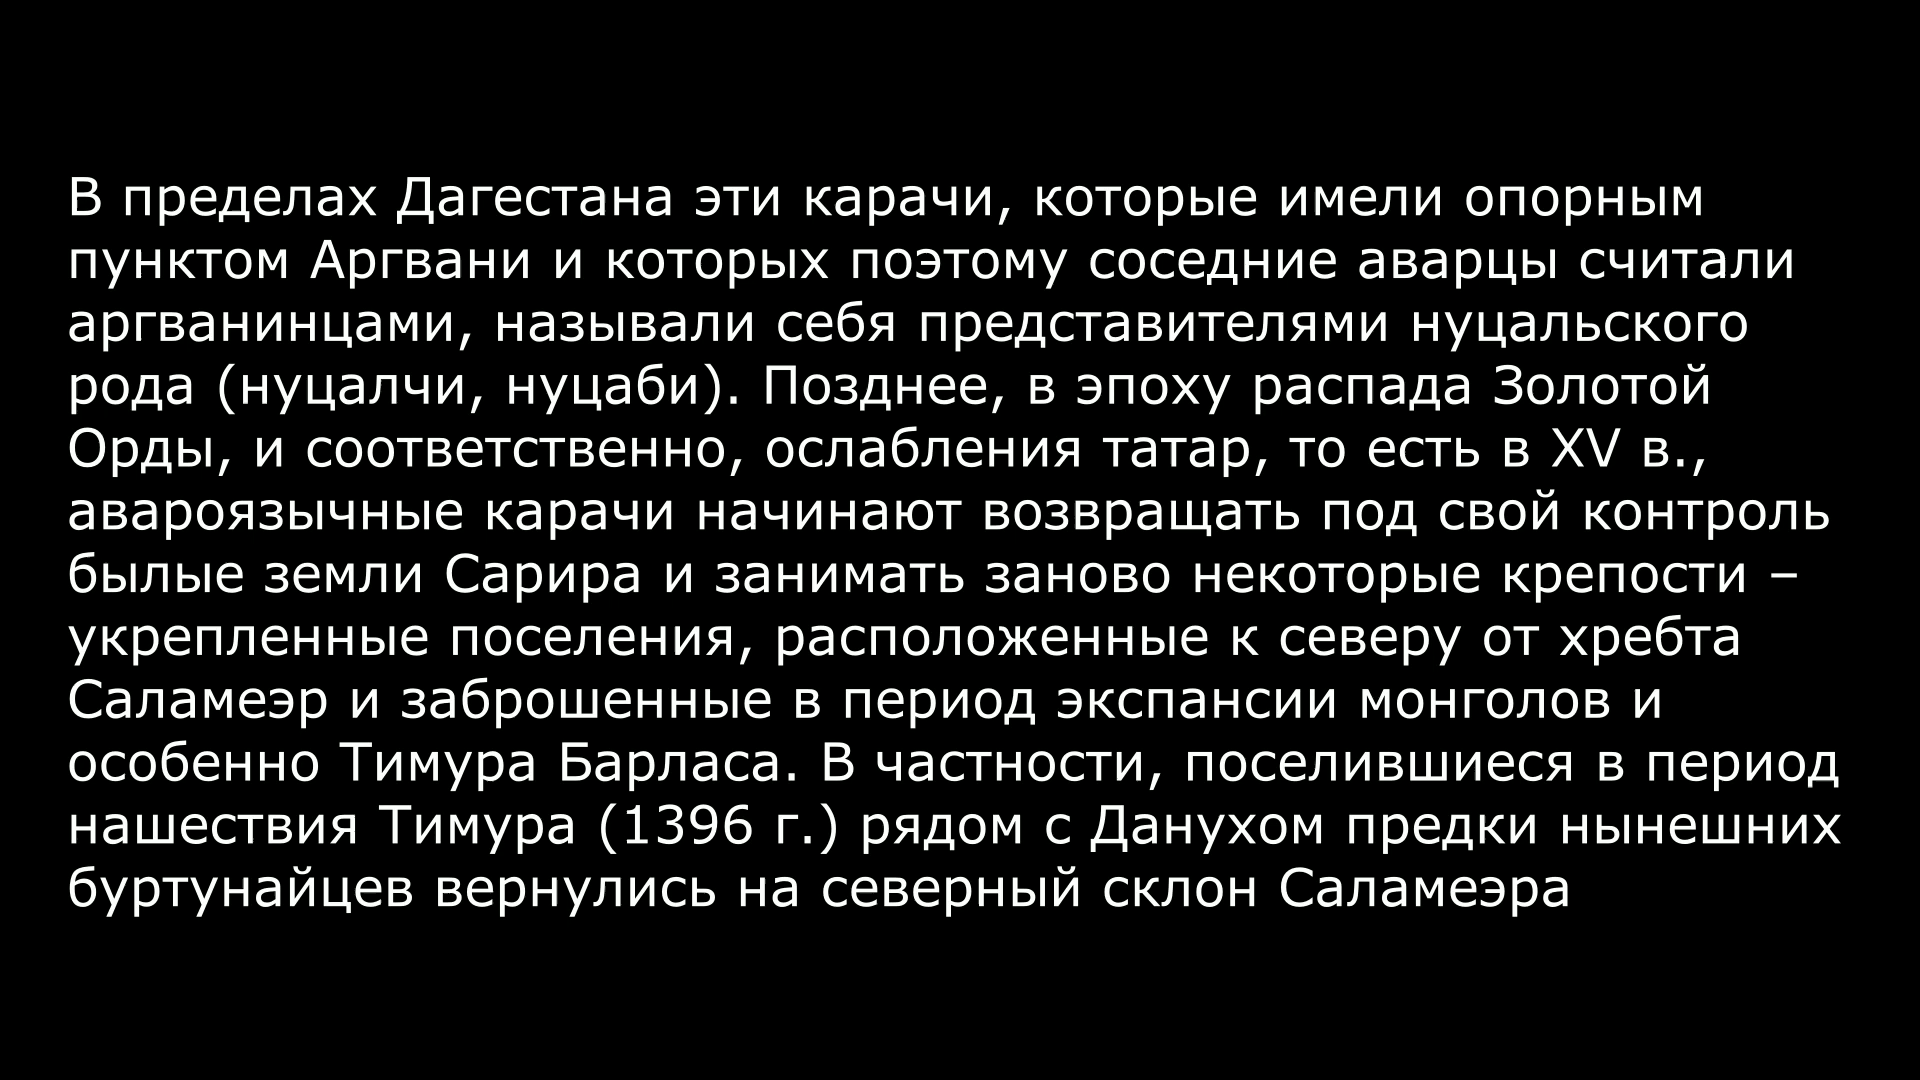 В пределах Дагестана эти карачи, которые имели опорным
пунктом Аргвани и которых поэтому соседние аварцы считали
аргванинцами, называли себя представителями нуцальского
рода (нуцалчи, нуцаби). Позднее, в эпоху распада Золотой
Орды, и соответственно, ослабления татар, то есть в XV в.,
авароязычные карачи начинают возвращать под свой контроль
былые земли Сарира и занимать заново некоторые крепости –
укрепленные поселения, расположенные к северу от хребта
Саламеэр и заброшенные в период экспансии монголов и
особенно Тимура Барласа. В частности, поселившиеся в период
нашествия Тимура (1396 г.) рядом с Данухом предки нынешних
буртунайцев вернулись на северный склон Саламеэра